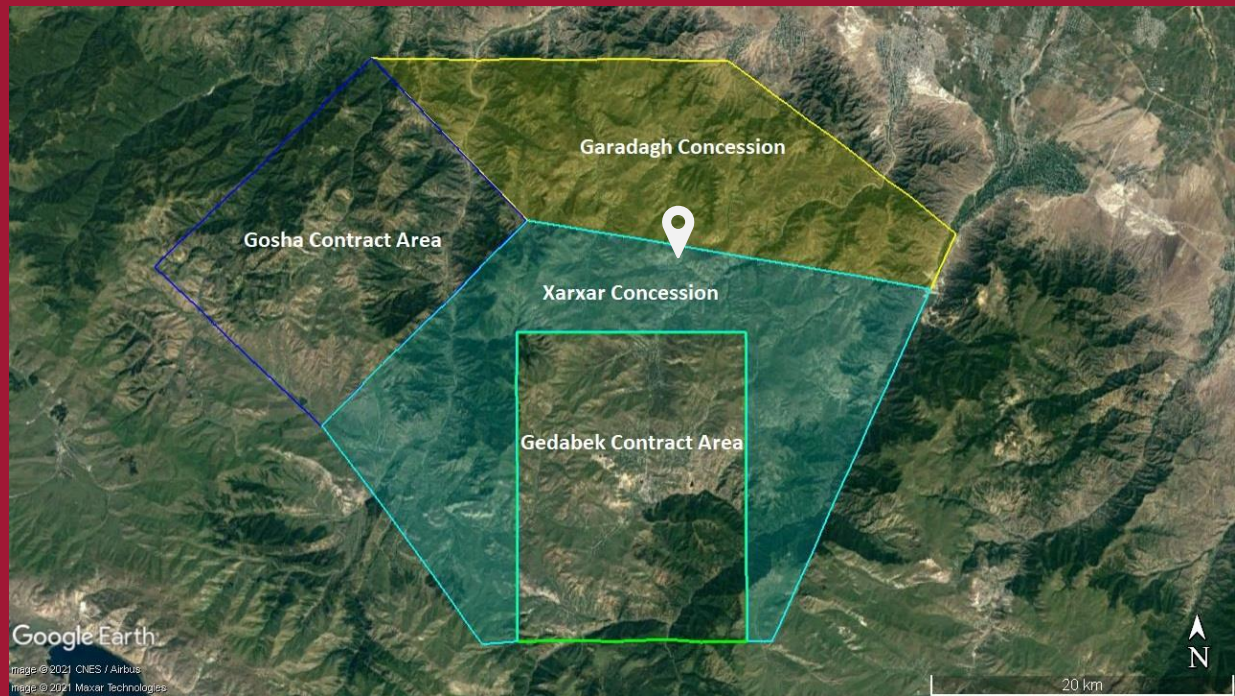 Garadagh Concession
Gosha Contract Area
Xarxar Concession
Gedabek Contract Area
Google Earth
mage © 2021 CNES / Airbus
mage © 2021 Maxar Technologies
N
20 km